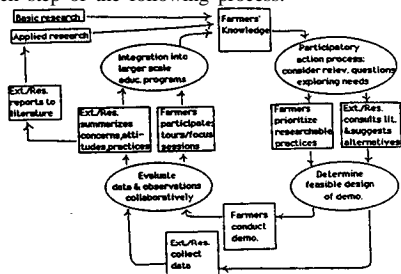 step of the following process:
Basic research
Applied research
Farmers'
Knowledge
Integration into
larger scale
educ. programs
Participatory
action process:
consider relev. questions
exploring needs
Ext./Res.
reports to
literature
Ext./Res.
summarizes
concerns,atti-
tudes,practices
Farmers
participate;
tours/focus
sessions
Farmers
prioritize
researchable
practices
Ext./Res.
consults lit.
&suggests
alternatives
Evaluate
data & observations
collaboratively
Determine
feasible design
of demo.
Farmers
conduct
demo.
Ext/Res.
collect
data